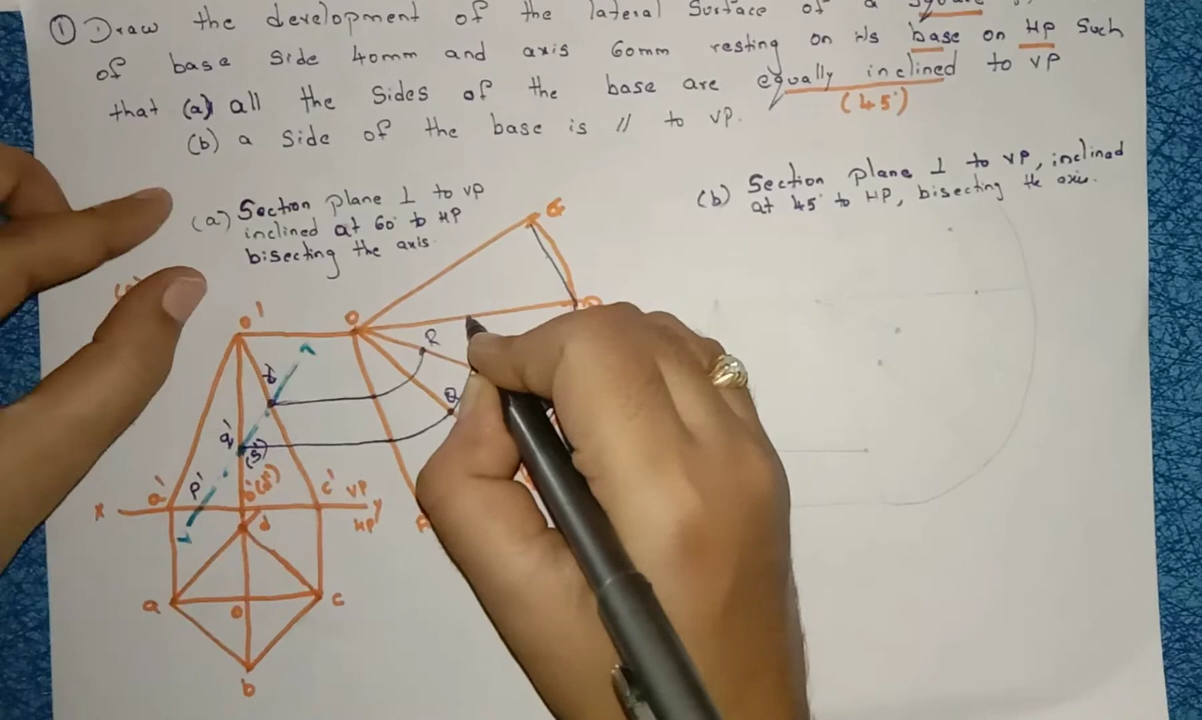 ① Draw the development of the lateral Surface of a square
of base side 40mm and axis 60mm resting on its base on HP Such
that (a) all the Sides of the base are equally inclined to VP
(45°)
(b) a side of the base is // to VP.
(a) Section plane ⊥ to VP
inclined at 60° to HP
bisecting the axis.
(b) Section plane ⊥ to VP, inclined
at 45° to HP, bisecting the axis.
G
o'
O
R
Q
q'
(s')
p'
a'
b'(d')
c'
VP
X
Y
HP
d
a
o
c
b